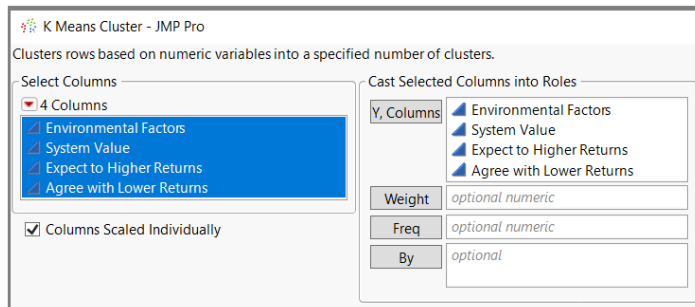 K Means Cluster - JMP Pro
Clusters rows based on numeric variables into a specified number of clusters.
Select Columns
4 Columns
Environmental Factors
System Value
Expect to Higher Returns
Agree with Lower Returns
Columns Scaled Individually
Cast Selected Columns into Roles
Y, Columns
Environmental Factors
System Value
Expect to Higher Returns
Agree with Lower Returns
Weight optional numeric
Freq optional numeric
By optional